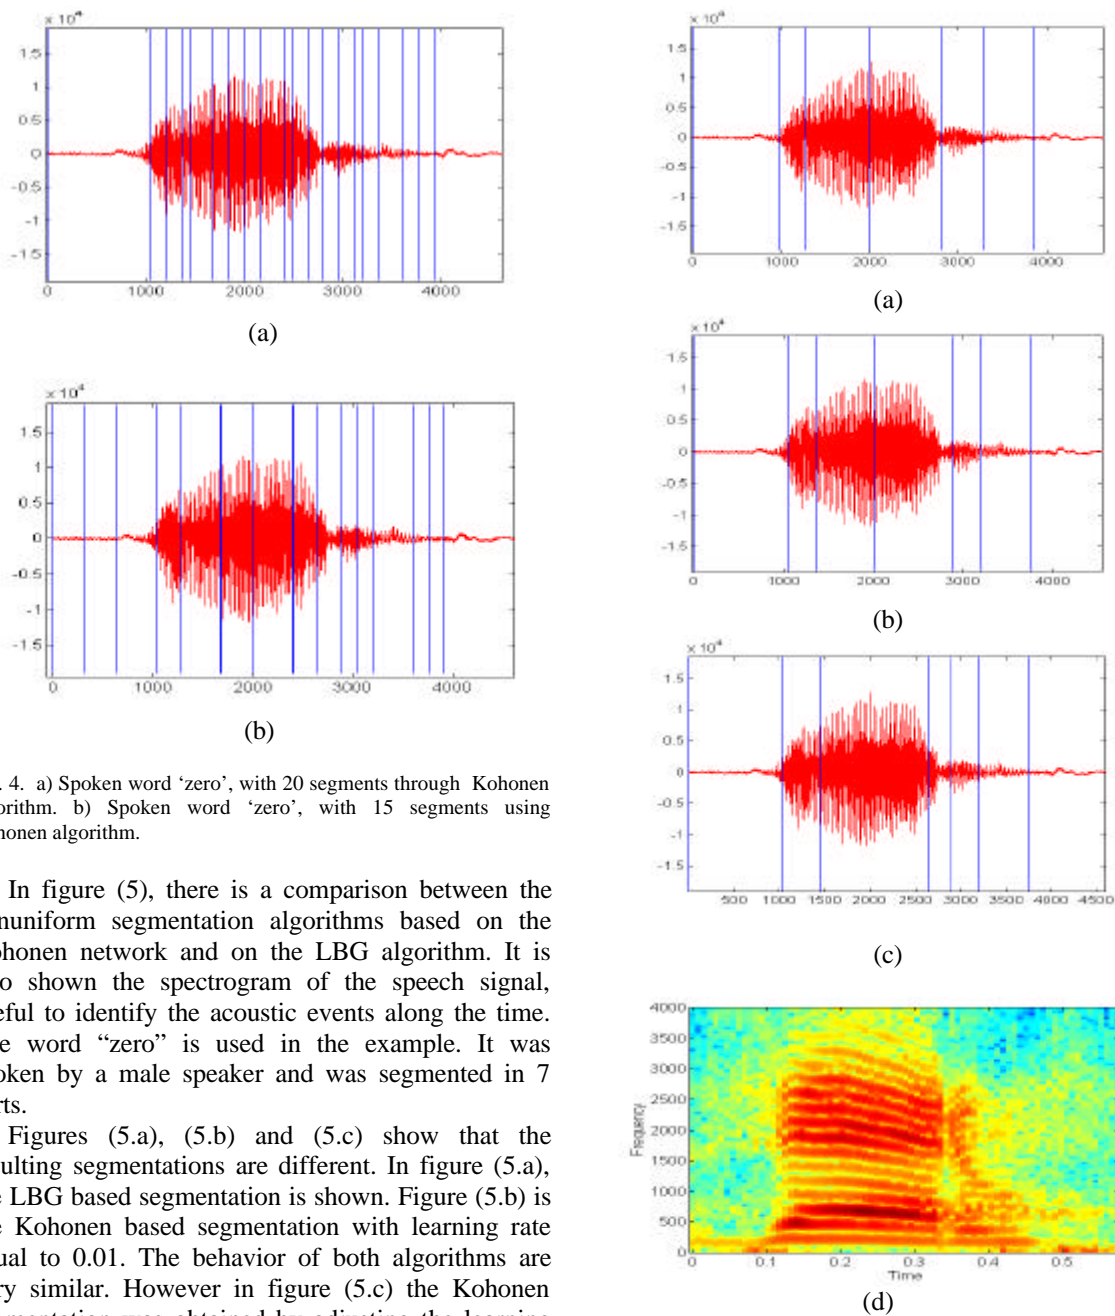 × 10⁴
1.5
1
0.5
0
-0.5
-1
-1.5
0 1000 2000 3000 4000
(a)
× 10⁴
1.5
1
0.5
0
-0.5
-1
-1.5
0 1000 2000 3000 4000
(b)
. 4. a) Spoken word ‘zero’, with 20 segments through Kohonen
orithm. b) Spoken word ‘zero’, with 15 segments using
honen algorithm.
In figure (5), there is a comparison between the
nuniform segmentation algorithms based on the
ohonen network and on the LBG algorithm. It is
o shown the spectrogram of the speech signal,
eful to identify the acoustic events along the time.
e word “zero” is used in the example. It was
oken by a male speaker and was segmented in 7
rts.
Figures (5.a), (5.b) and (5.c) show that the
ulting segmentations are different. In figure (5.a),
e LBG based segmentation is shown. Figure (5.b) is
e Kohonen based segmentation with learning rate
ual to 0.01. The behavior of both algorithms are
ry similar. However in figure (5.c) the Kohonen
mentation was obtained by adjusting the learning
× 10⁴
1.5
1
0.5
0
-0.5
-1
-1.5
0 1000 2000 3000 4000
(a)
× 10⁴
1.5
1
0.5
0
-0.5
-1
-1.5
0 1000 2000 3000 4000
(b)
× 10⁴
1
0.5
0
-0.5
-1
500 1000 1500 2000 2500 3000 3500 4000 4500
(c)
4000
3500
3000
2500
2000
1500
1000
500
0
Frequency
0 0.1 0.2 0.3 0.4 0.5
Time
(d)